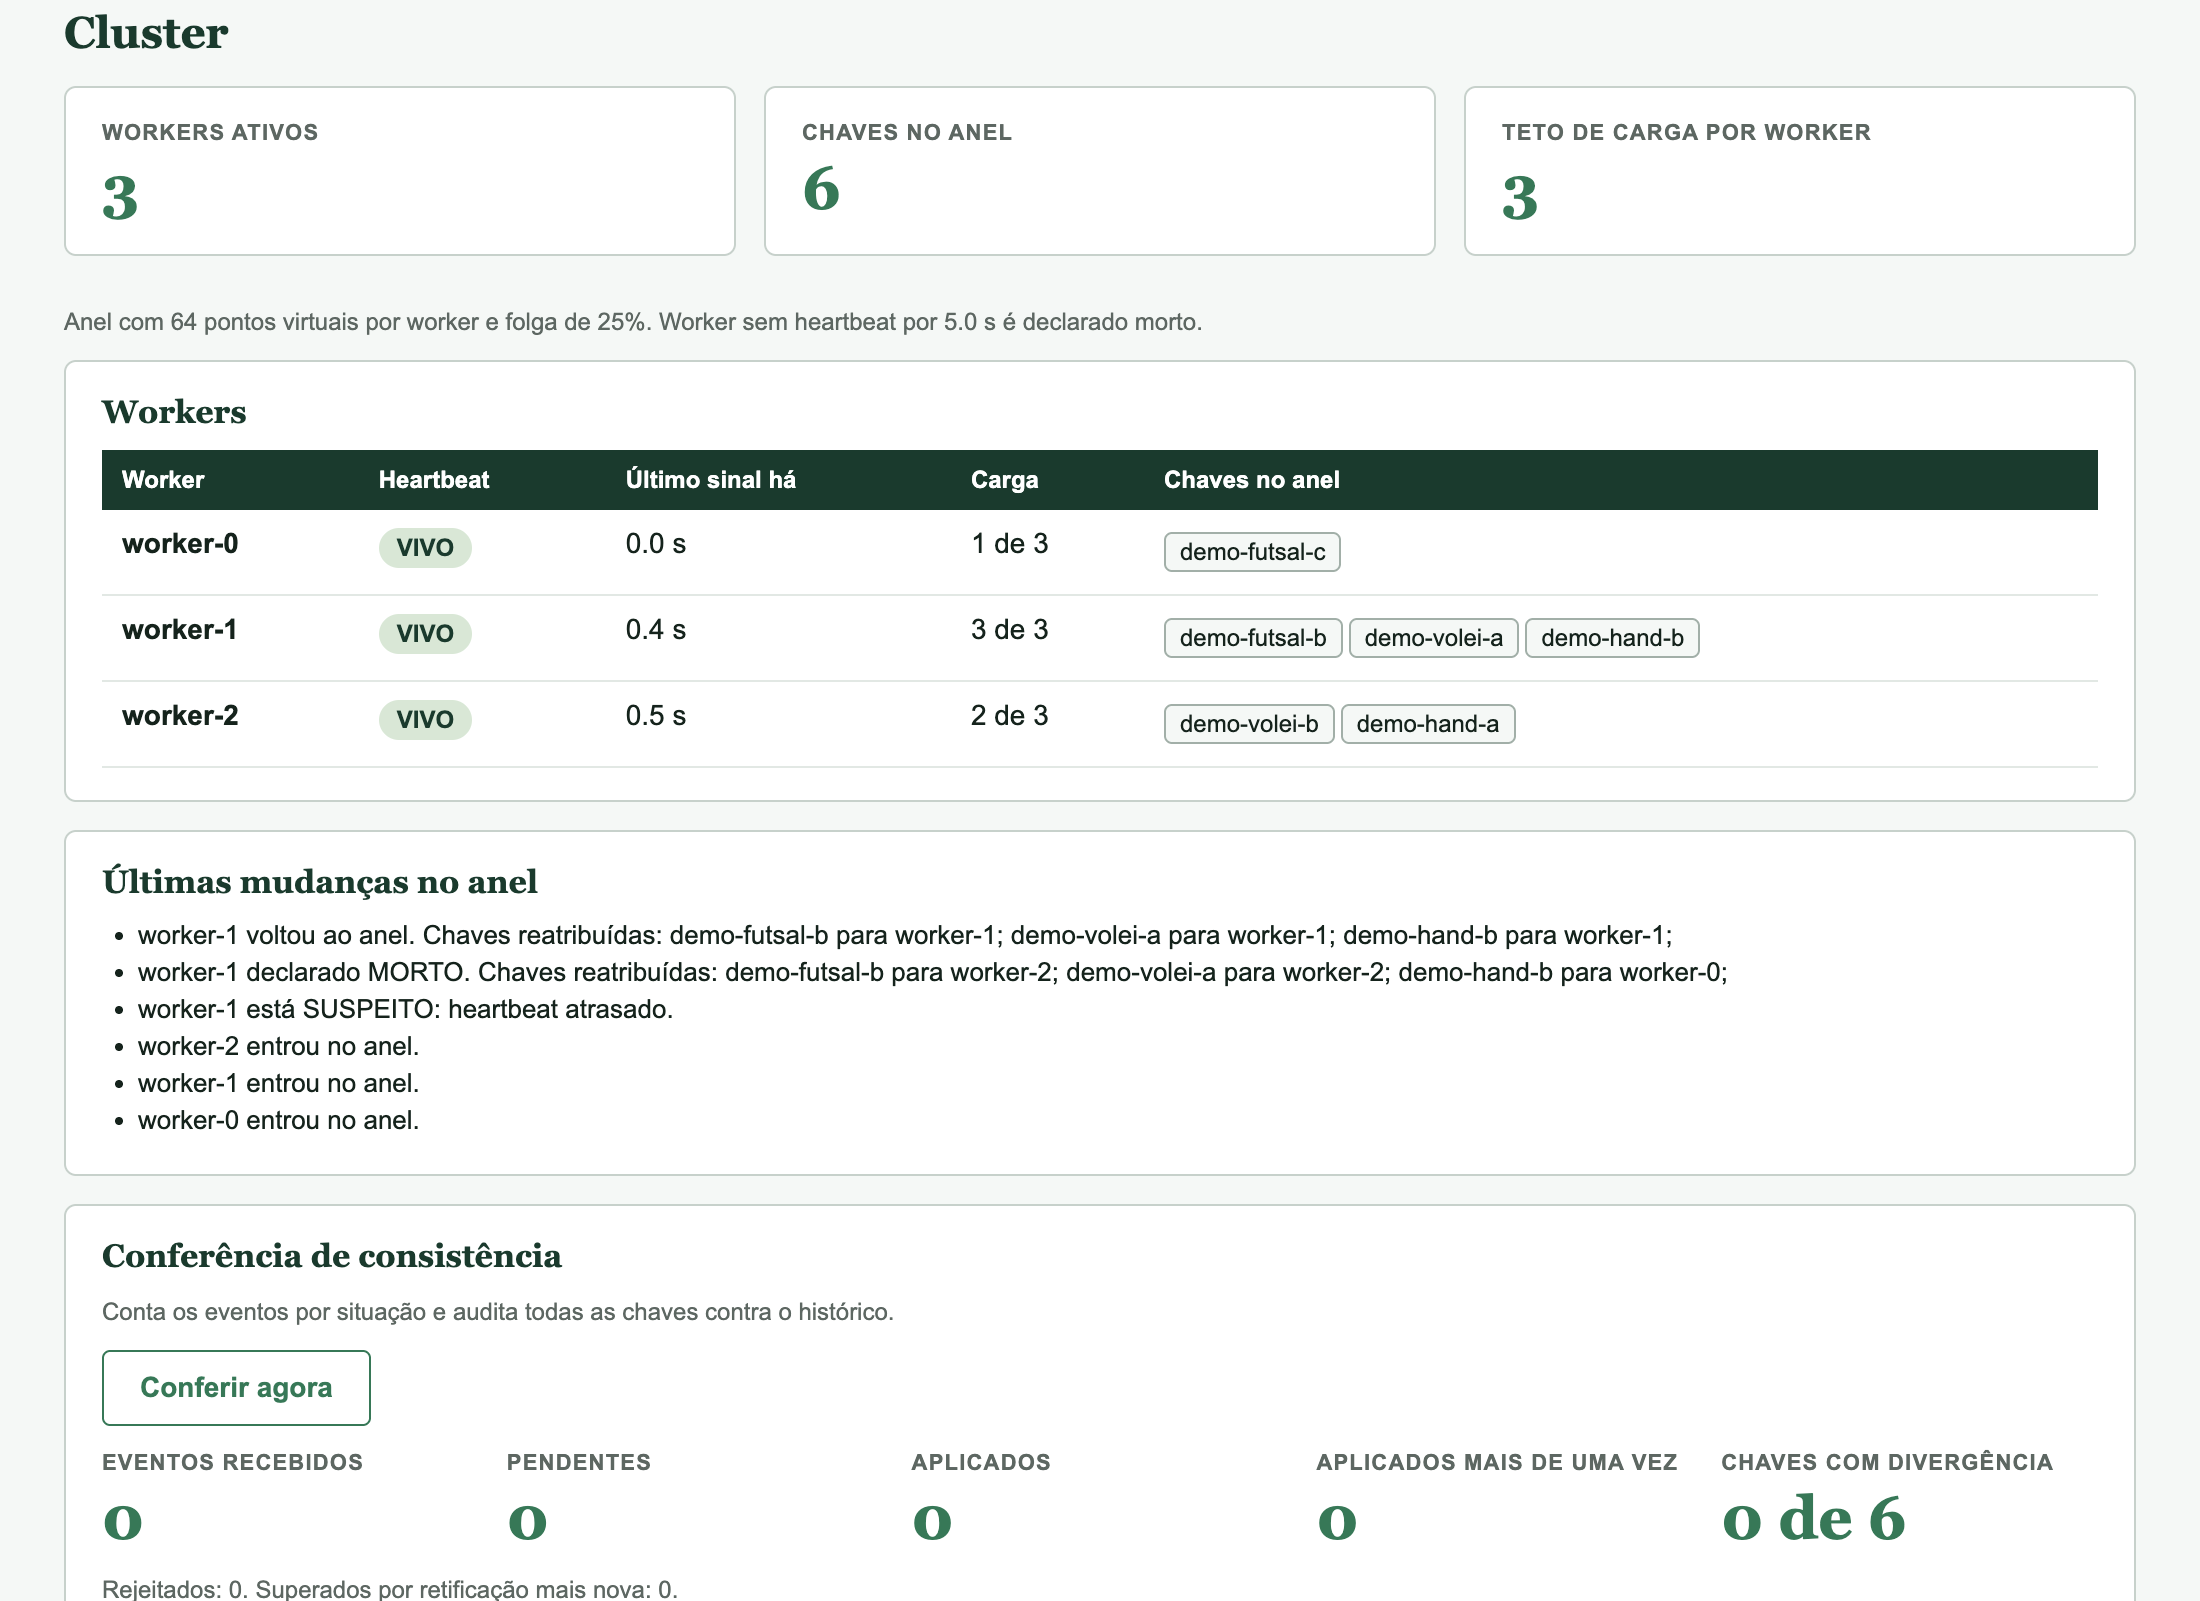 Cluster
WORKERS ATIVOS
3
CHAVES NO ANEL
6
TETO DE CARGA POR WORKER
3
Anel com 64 pontos virtuais por worker e folga de 25%. Worker sem heartbeat por 5.0 s é declarado morto.
Workers
Worker Heartbeat Último sinal há Carga Chaves no anel
worker-0 VIVO 0.0 s 1 de 3 demo-futsal-c
worker-1 VIVO 0.4 s 3 de 3 demo-futsal-b demo-volei-a demo-hand-b
worker-2 VIVO 0.5 s 2 de 3 demo-volei-b demo-hand-a
Últimas mudanças no anel
• worker-1 voltou ao anel. Chaves reatribuídas: demo-futsal-b para worker-1; demo-volei-a para worker-1; demo-hand-b para worker-1;
• worker-1 declarado MORTO. Chaves reatribuídas: demo-futsal-b para worker-2; demo-volei-a para worker-2; demo-hand-b para worker-0;
• worker-1 está SUSPEITO: heartbeat atrasado.
• worker-2 entrou no anel.
• worker-1 entrou no anel.
• worker-0 entrou no anel.
Conferência de consistência
Conta os eventos por situação e audita todas as chaves contra o histórico.
Conferir agora
EVENTOS RECEBIDOS PENDENTES APLICADOS APLICADOS MAIS DE UMA VEZ CHAVES COM DIVERGÊNCIA
0 0 0 0 0 de 6
Rejeitados: 0. Superados por retificação mais nova: 0.